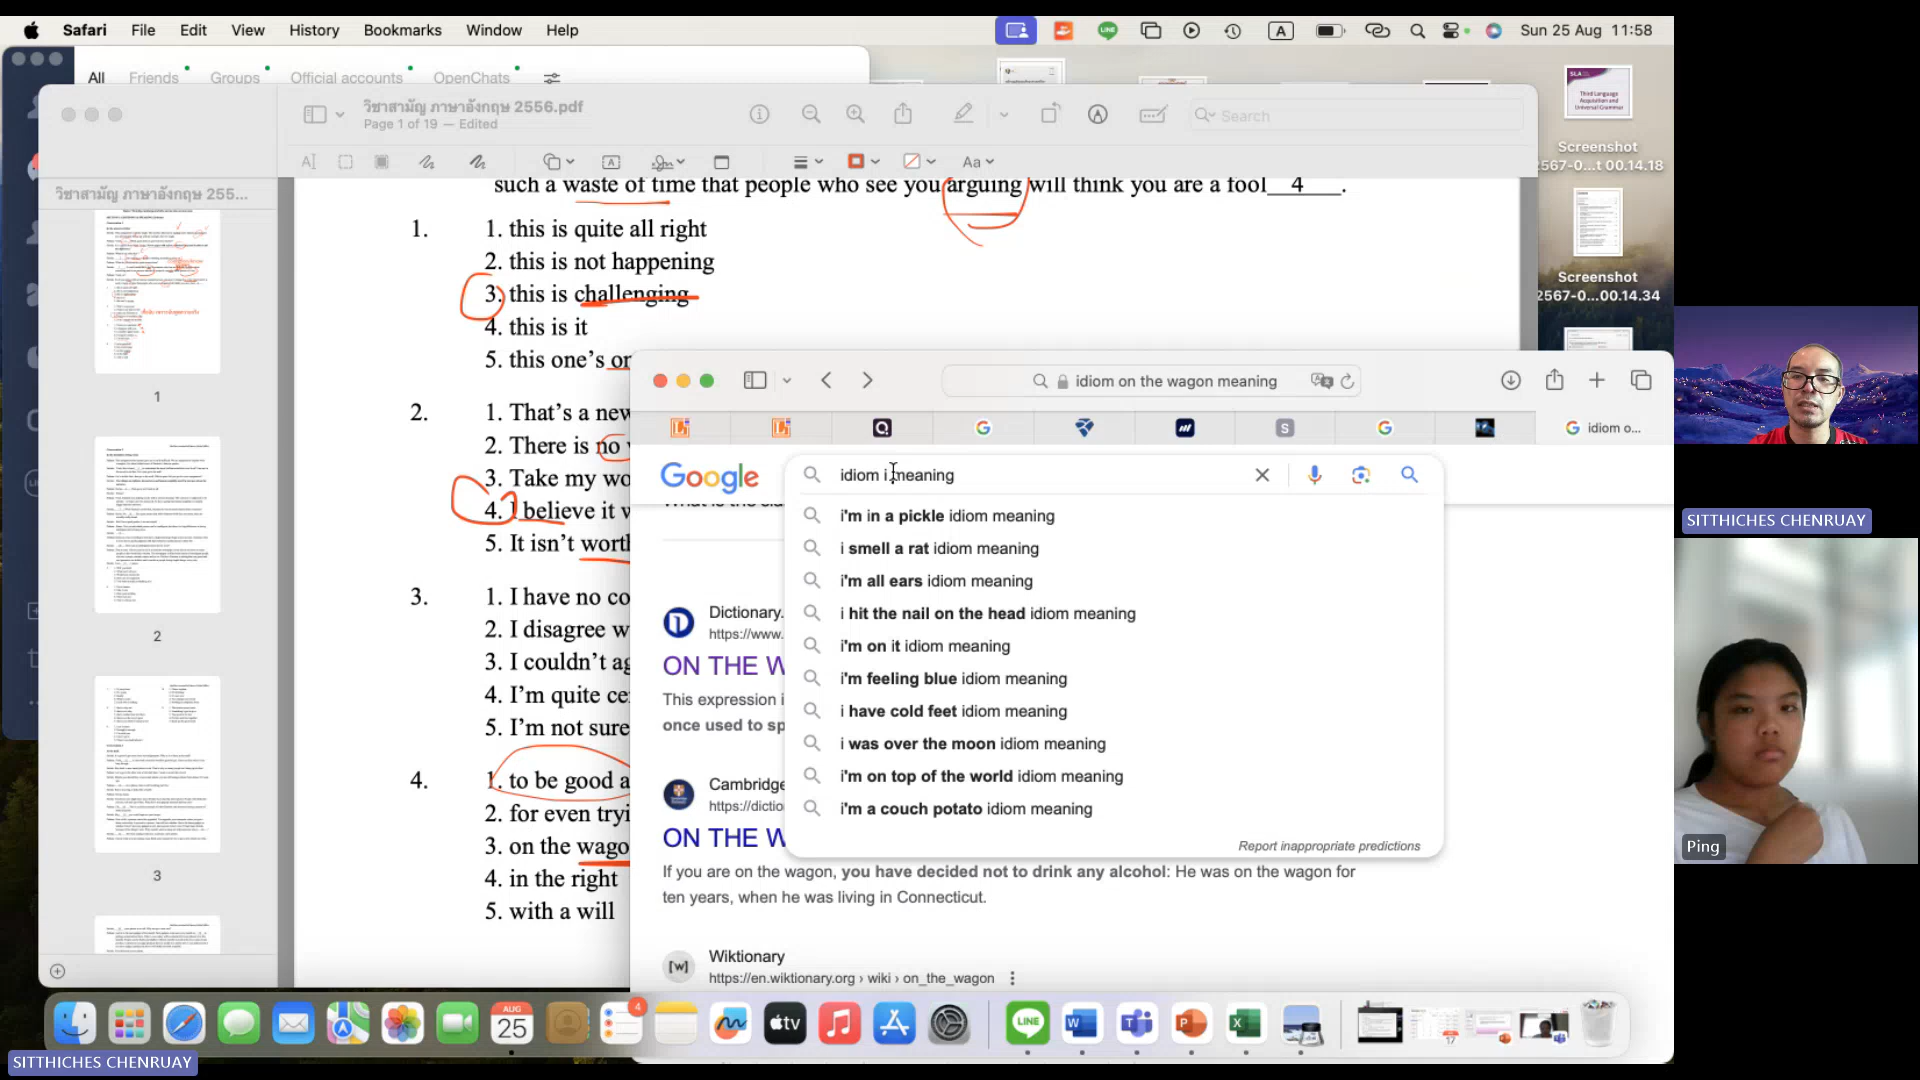 Safari File Edit View History Bookmarks Window Help
A Sun 25 Aug 11:58
All Friends Groups Official accounts OpenChats
วิชาสามัญ ภาษาอังกฤษ 2556.pdf
Page 1 of 19 — Edited
Search
Aa
วิชาสามัญ ภาษาอังกฤษ 255...
1
2
3
such a waste of time that people who see you arguing will think you are a fool__4___.
1. 1. this is quite all right
2. this is not happening
3. this is challenging
4. this is it
5. this one's or
2. 1. That's a new
2. There is no
3. Take my wo
4. I believe it
5. It isn't worth
3. 1. I have no co
2. I disagree w
3. I couldn't ag
4. I'm quite ce
5. I'm not sure
4. 1. to be good a
2. for even tryi
3. on the wago
4. in the right
5. with a will
idiom on the wagon meaning
idiom o...
Google
idiom i meaning
i'm in a pickle idiom meaning
i smell a rat idiom meaning
i'm all ears idiom meaning
i hit the nail on the head idiom meaning
i'm on it idiom meaning
i'm feeling blue idiom meaning
i have cold feet idiom meaning
i was over the moon idiom meaning
i'm on top of the world idiom meaning
i'm a couch potato idiom meaning
Report inappropriate predictions
Dictionary.
https://www.
ON THE W
This expression i
once used to sp
Cambridge
https://dictio
ON THE W
If you are on the wagon, you have decided not to drink any alcohol: He was on the wagon for
ten years, when he was living in Connecticut.
Wiktionary
https://en.wiktionary.org › wiki › on_the_wagon
SLA
Third Language
Acquisition and
Universal Grammar
Screenshot
2567-0...t 00.14.18
Screenshot
2567-0...00.14.34
SITTHICHES CHENRUAY
Ping
AUG
25
4
tv
LINE
17
SITTHICHES CHENRUAY